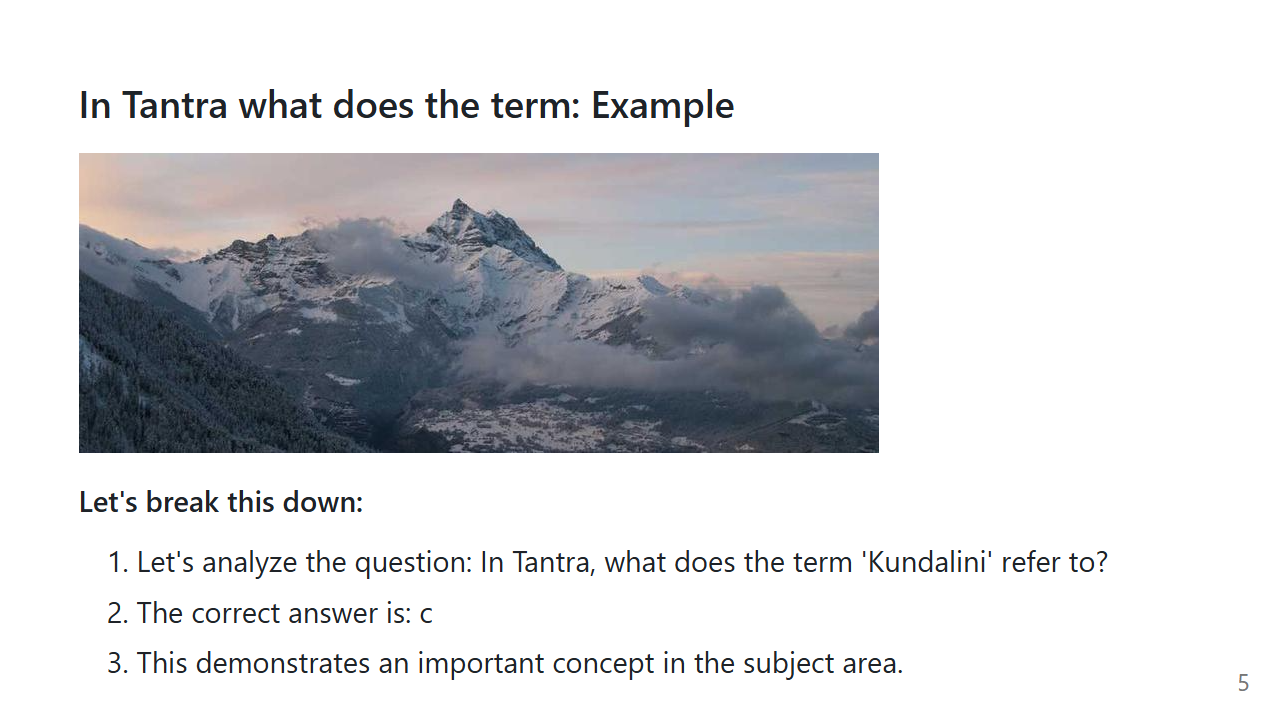 In Tantra what does the term: Example
Let's break this down:
1. Let's analyze the question: In Tantra, what does the term 'Kundalini' refer to?
2. The correct answer is: c
3. This demonstrates an important concept in the subject area.
5